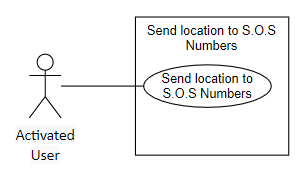 Send location to S.O.S
Numbers
Send location to
S.O.S Numbers
Activated
User